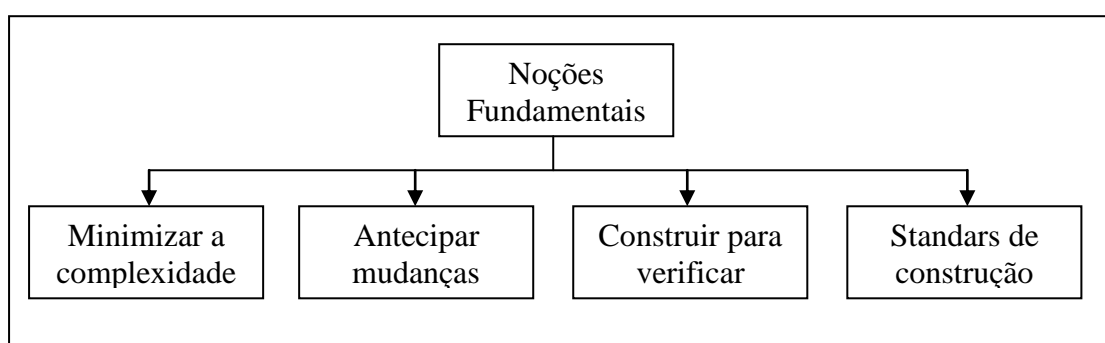 Noções
Fundamentais
Minimizar a
complexidade
Antecipar
mudanças
Construir para
verificar
Standars de
construção